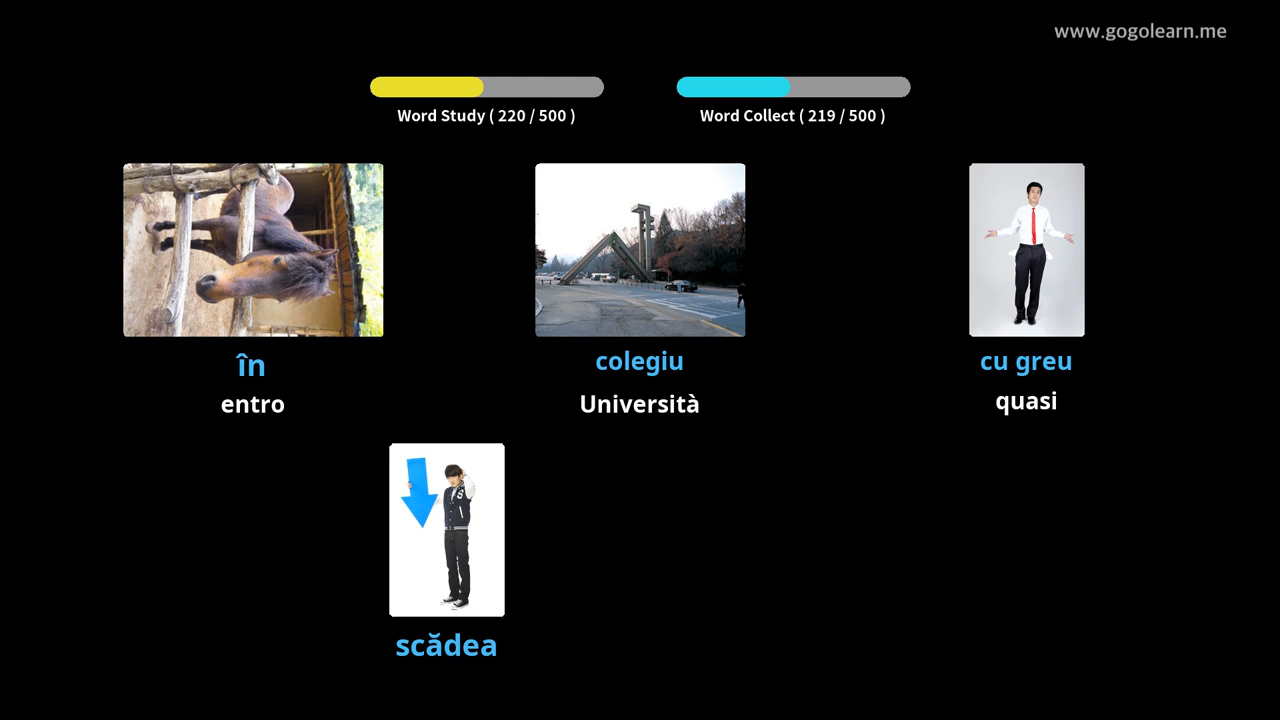 www.gogolearn.me
Word Study ( 220 / 500 )
Word Collect ( 219 / 500 )
în
entro
colegiu
Università
cu greu
quasi
scădea